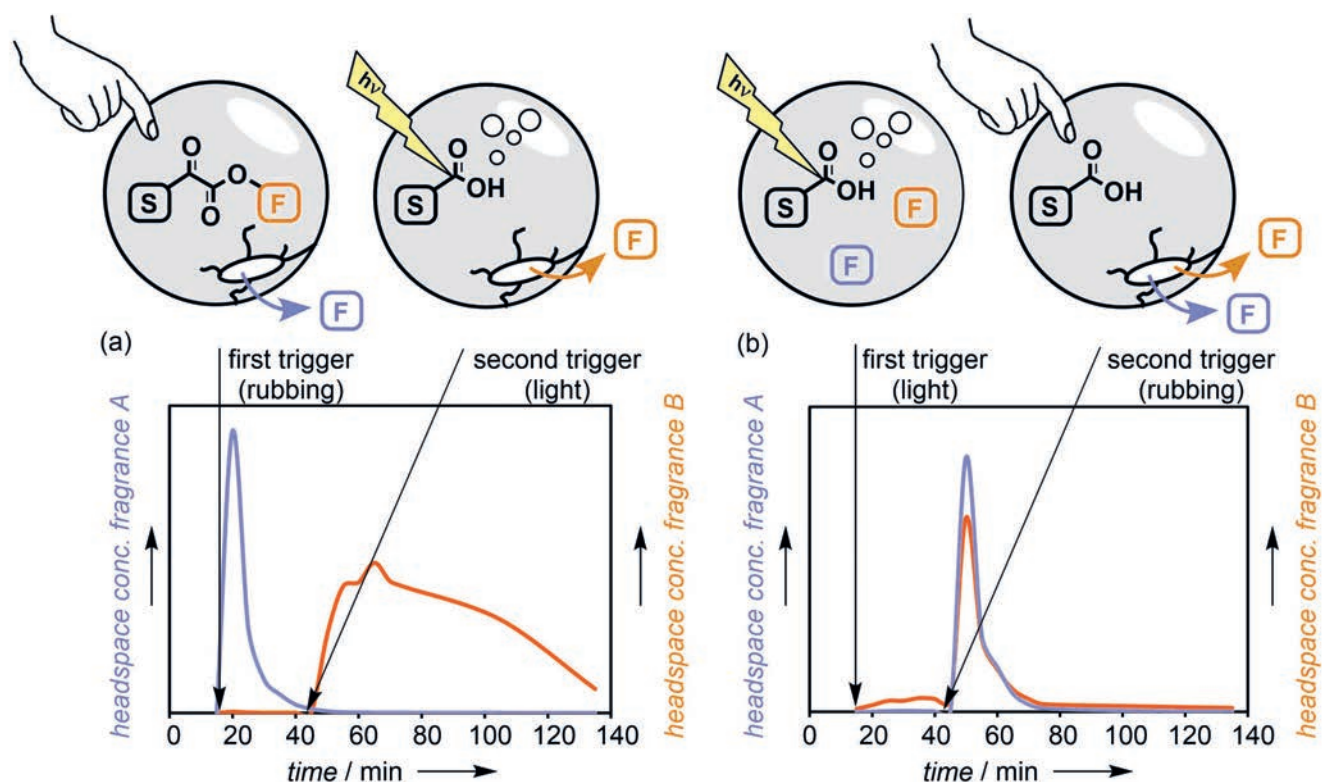 hν
O
O
O
S
F
F
hν
O
OH
S
F
hν
O
OH
S
F
F
O
OH
S
F
F
(a)
first trigger
(rubbing)
second trigger
(light)
headspace conc. fragrance A
headspace conc. fragrance B
0 20 40 60 80 100 120 140
time / min
(b)
first trigger
(light)
second trigger
(rubbing)
headspace conc. fragrance A
headspace conc. fragrance B
0 20 40 60 80 100 120 140
time / min